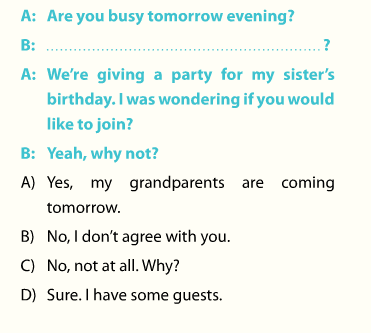 A: Are you busy tomorrow evening?
B: ............................................................ ?
A: We're giving a party for my sister's
birthday. I was wondering if you would
like to join?
B: Yeah, why not?
A) Yes, my grandparents are coming
tomorrow.
B) No, I don't agree with you.
C) No, not at all. Why?
D) Sure. I have some guests.